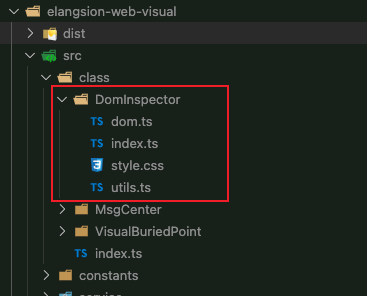 elangsion-web-visual
dist
src
class
DomInspector
TS dom.ts
TS index.ts
style.css
TS utils.ts
MsgCenter
VisualBuriedPoint
TS index.ts
constants